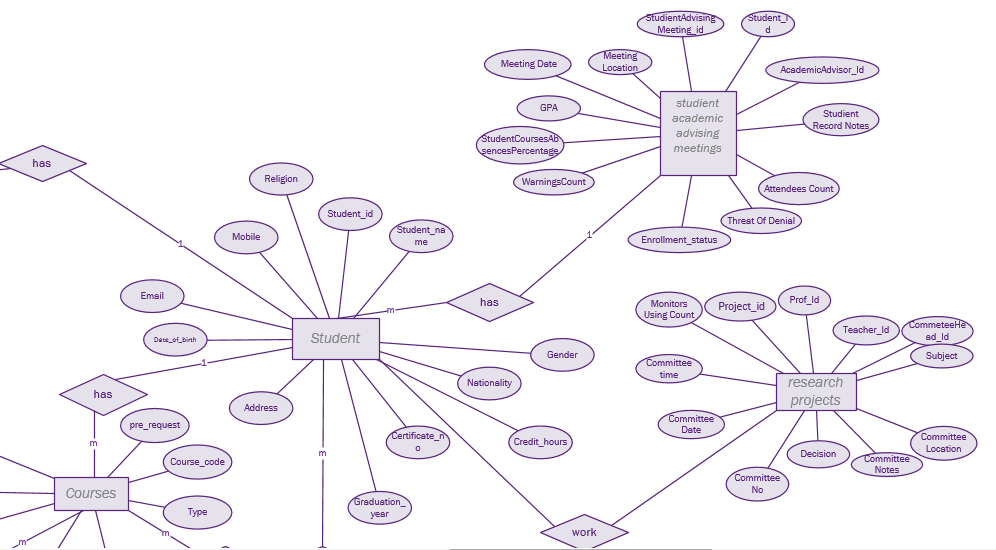 StudientAdvising
Meeting_id
Student_I
d
Meeting Date
Meeting
Location
AcademicAdvisor_Id
studient
academic
advising
meetings
GPA
Studient
Record Notes
StudentCoursesAb
sencesPercentage
WarningsCount
Attendees Count
Threat Of Denial
Enrollment_status
has
1
Religion
Student_id
Student_na
me
Mobile
1
Email
m
has
Date_of_birth
Student
1
Gender
Nationality
has
Address
Certificate_n
o
Credit_hours
Graduation_
year
m
m
pre_request
Course_code
Courses
Type
m
m
Monitors
Using Count
Project_id
Prof_Id
Teacher_Id
CommeteeHe
ad_Id
Subject
Committee
time
research
projects
Committee
Date
Decision
Committee
Location
Committee
Notes
Committee
No
work